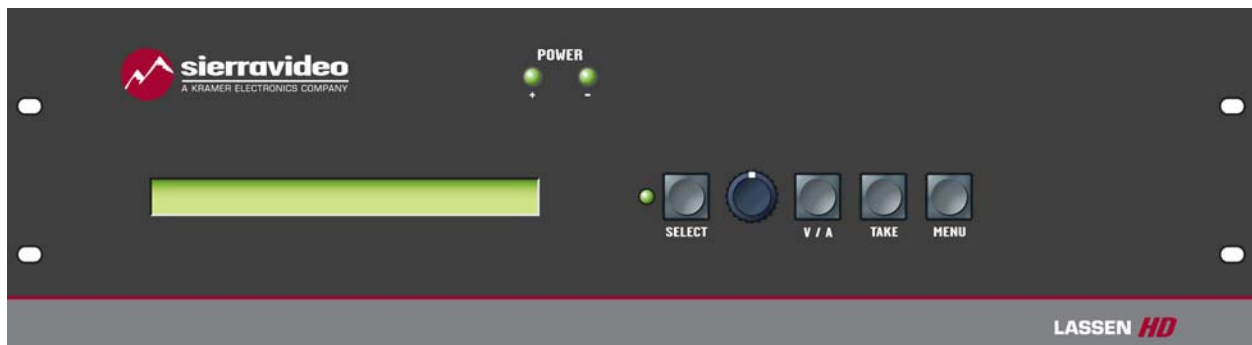 sierravideo
A KRAMER ELECTRONICS COMPANY
POWER
+ -
SELECT V / A TAKE MENU
LASSEN HD